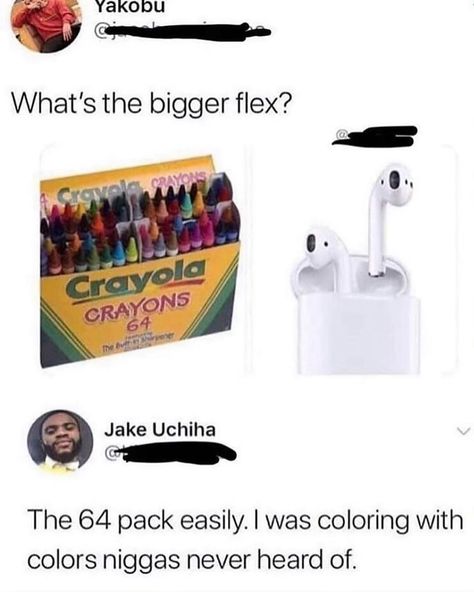 Yakobu
@
What's the bigger flex?
@
Crayola CRAYONS
Crayola
CRAYONS
64
Jake Uchiha
@
The 64 pack easily. I was coloring with
colors niggas never heard of.